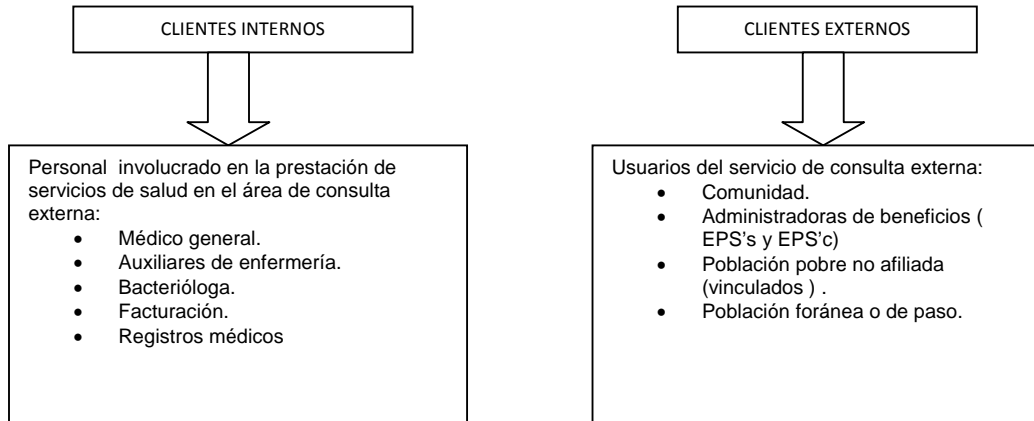 CLIENTES INTERNOS
Personal involucrado en la prestación de
servicios de salud en el área de consulta
externa:
• Médico general.
• Auxiliares de enfermería.
• Bacterióloga.
• Facturación.
• Registros médicos
CLIENTES EXTERNOS
Usuarios del servicio de consulta externa:
• Comunidad.
• Administradoras de beneficios (
EPS's y EPS'c)
• Población pobre no afiliada
(vinculados ) .
• Población foránea o de paso.